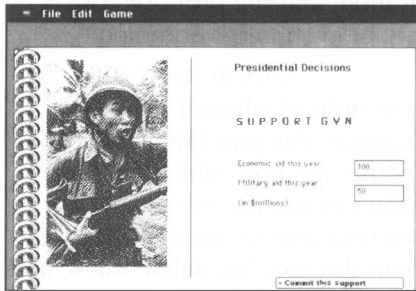 File Edit Game
Presidential Decisions
SUPPORT GVN
Economic aid this year: 100
Military aid this year: 50
(in $millions)
- Commit this support